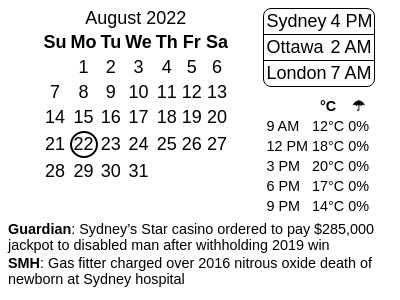 August 2022
Su Mo Tu We Th Fr Sa
1 2 3 4 5 6
7 8 9 10 11 12 13
14 15 16 17 18 19 20
21 22 23 24 25 26 27
28 29 30 31
Sydney 4 PM
Ottawa 2 AM
London 7 AM
°C ☂
9 AM 12°C 0%
12 PM 18°C 0%
3 PM 20°C 0%
6 PM 17°C 0%
9 PM 14°C 0%
Guardian: Sydney's Star casino ordered to pay $285,000
jackpot to disabled man after withholding 2019 win
SMH: Gas fitter charged over 2016 nitrous oxide death of
newborn at Sydney hospital